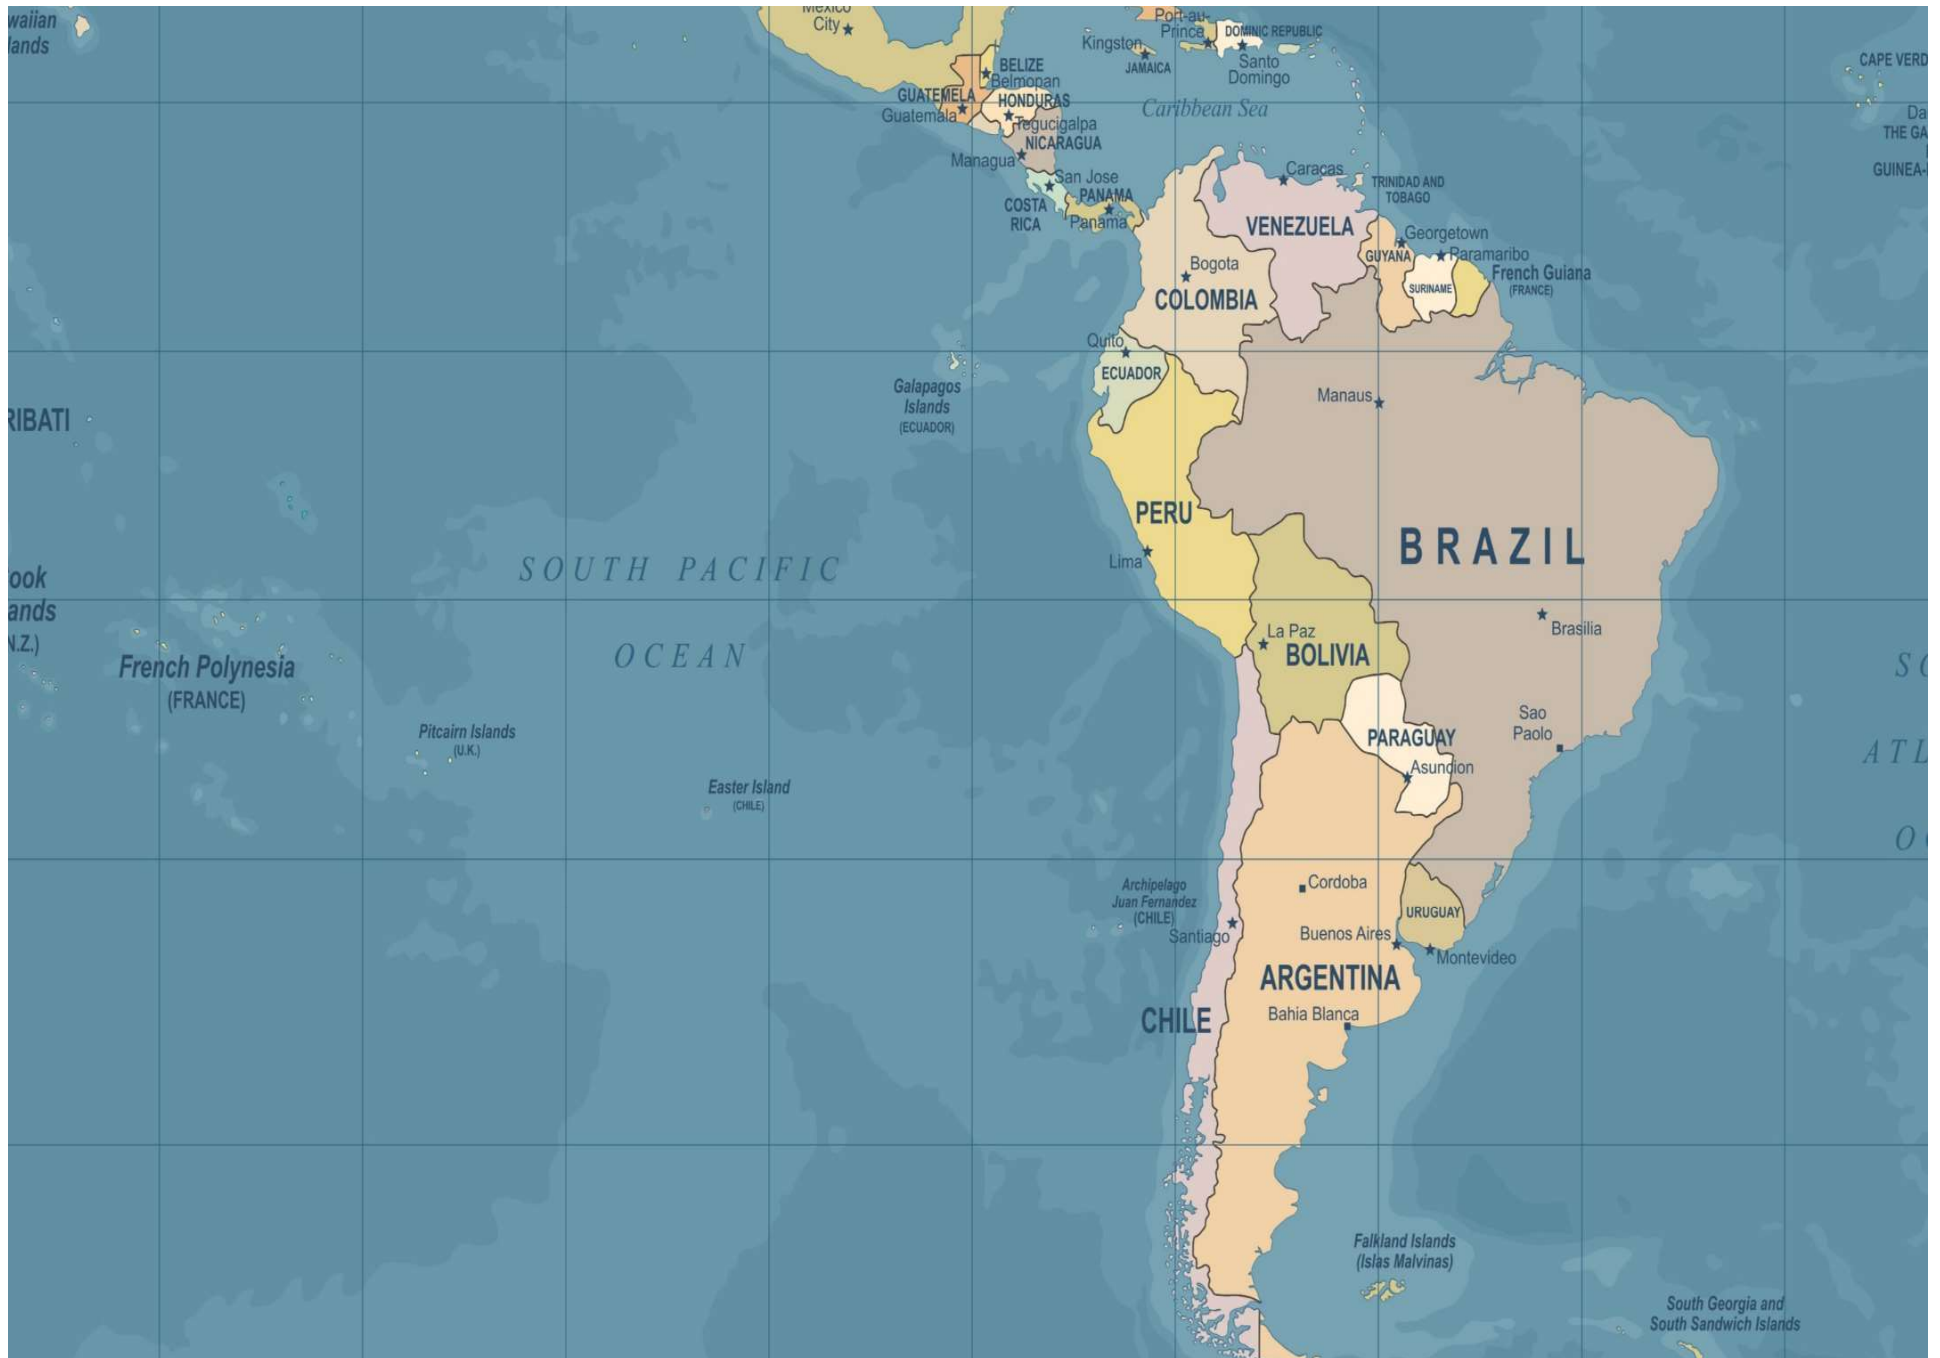 waiian
lands
Mexico
City
Port-au-
Prince
DOMINIC REPUBLIC
Kingston
JAMAICA
Santo
Domingo
CAPE VERD
BELIZE
Belmopan
GUATEMELA
HONDURAS
Guatemala
Caribbean Sea
Tegucigalpa
NICARAGUA
Managua
Da
THE GA
GUINEA-
San Jose
PANAMA
COSTA
RICA
Panama
Caracas
TRINIDAD AND
TOBAGO
VENEZUELA
Georgetown
GUYANA
Paramaribo
SURINAME
French Guiana
(FRANCE)
Bogota
COLOMBIA
Quito
ECUADOR
Galapagos
Islands
(ECUADOR)
Manaus
RIBATI
PERU
Lima
BRAZIL
SOUTH PACIFIC
OCEAN
ook
ands
N.Z.)
French Polynesia
(FRANCE)
Brasilia
La Paz
BOLIVIA
SO
Pitcairn Islands
(U.K.)
Sao
Paolo
PARAGUAY
Asuncion
ATL
Easter Island
(CHILE)
O
Archipelago
Juan Fernandez
(CHILE)
Santiago
Cordoba
URUGUAY
Buenos Aires
Montevideo
ARGENTINA
Bahia Blanca
CHILE
Falkland Islands
(Islas Malvinas)
South Georgia and
South Sandwich Islands